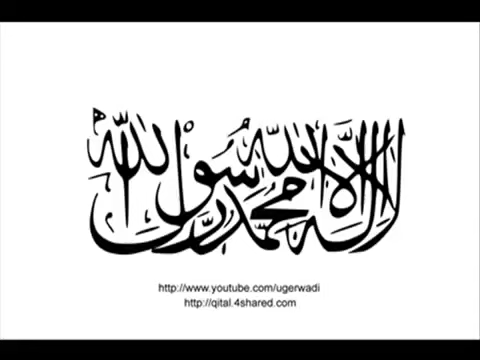 لا إله إلا الله محمد رسول الله
http://www.youtube.com/ugerwadi
http://qital.4shared.com